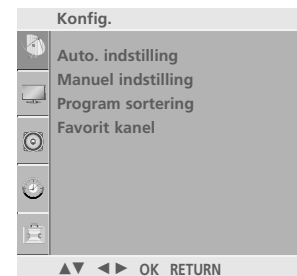 Konfig.
Auto. indstilling
Manuel indstilling
Program sortering
Favorit kanel
▲▼ ◄► OK RETURN